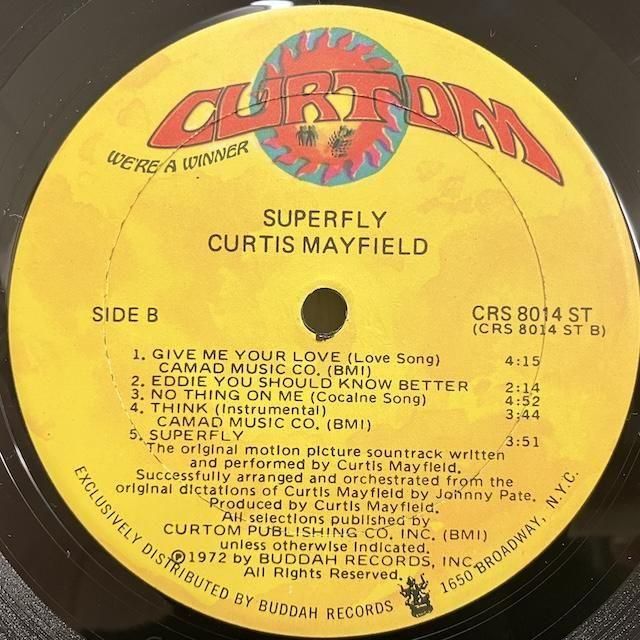 CURTOM
WE'RE A WINNER
SUPERFLY
CURTIS MAYFIELD
SIDE B
CRS 8014 ST
(CRS 8014 ST B)
1. GIVE ME YOUR LOVE (Love Song) 4:15
CAMAD MUSIC CO. (BMI)
2. EDDIE YOU SHOULD KNOW BETTER 2:14
3. NO THING ON ME (Cocaine Song) 4:52
4. THINK (Instrumental) 3:44
CAMAD MUSIC CO. (BMI)
5. SUPERFLY 3:51
The original motion picture sountrack written
and performed by Curtis Mayfield.
Successfully arranged and orchestrated from the
original dictations of Curtis Mayfield by Johnny Pate.
Produced by Curtis Mayfield.
All selections published by
CURTOM PUBLISHING CO. INC. (BMI)
unless otherwise indicated.
℗1972 by BUDDAH RECORDS, INC.
All Rights Reserved.
EXCLUSIVELY DISTRIBUTED BY BUDDAH RECORDS 1650 BROADWAY, N.Y.C.